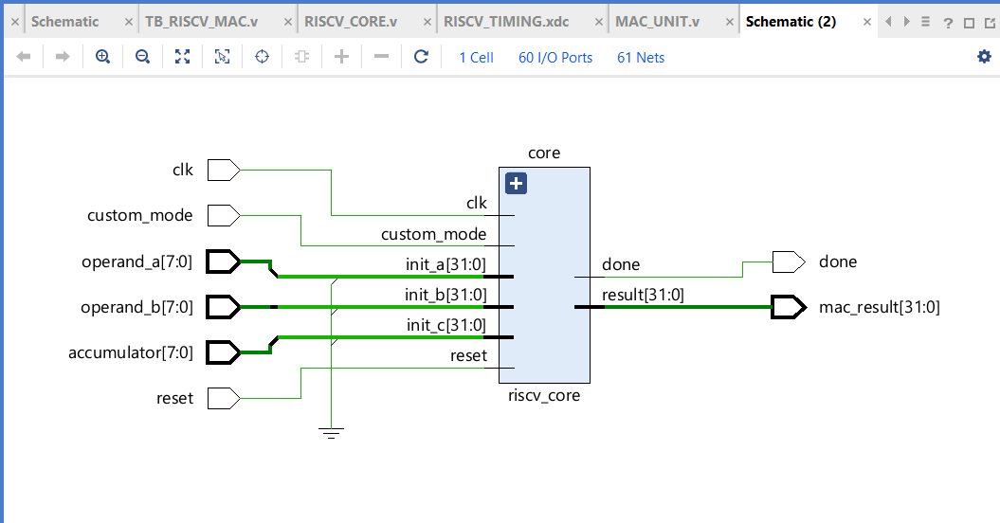 Schematic TB_RISCV_MAC.v RISCV_CORE.v RISCV_TIMING.xdc MAC_UNIT.v Schematic (2)
1 Cell 60 I/O Ports 61 Nets
core
clk
custom_mode
operand_a[7:0]
operand_b[7:0]
accumulator[7:0]
reset
clk
custom_mode
init_a[31:0]
init_b[31:0]
init_c[31:0]
reset
done
result[31:0]
riscv_core
done
mac_result[31:0]